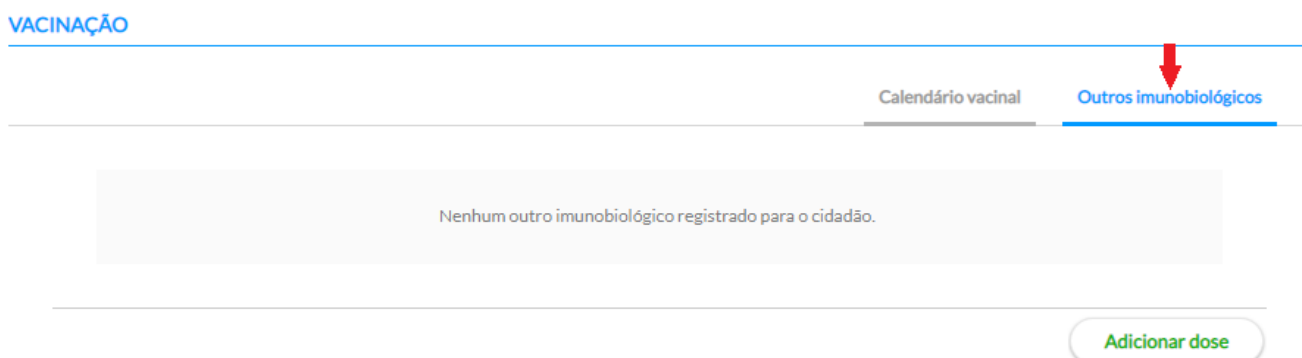 VACINAÇÃO
Calendário vacinal
Outros imunobiológicos
Nenhum outro imunobiológico registrado para o cidadão.
Adicionar dose